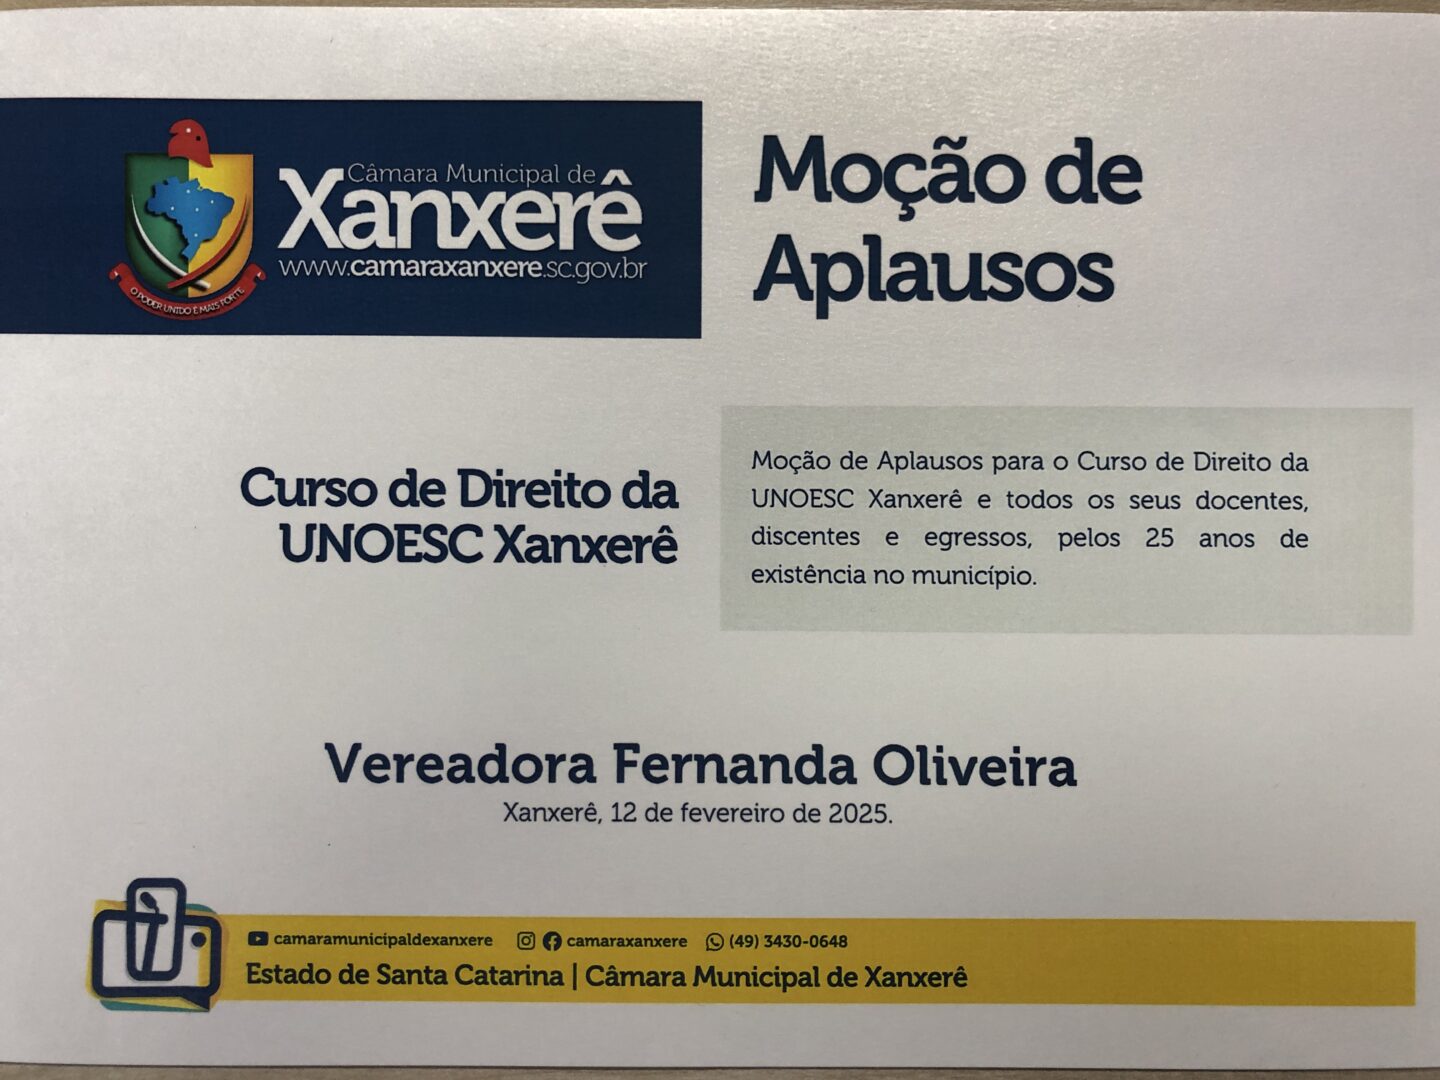 Câmara Municipal de
Xanxerê
www.camaraxanxere.sc.gov.br
O PODER UNIDO É MAIS FORTE
Moção de
Aplausos
Curso de Direito da
UNOESC Xanxerê
Moção de Aplausos para o Curso de Direito da
UNOESC Xanxerê e todos os seus docentes,
discentes e egressos, pelos 25 anos de
existência no município.
Vereadora Fernanda Oliveira
Xanxerê, 12 de fevereiro de 2025.
camaramunicipaldexanxere camaraxanxere (49) 3430-0648
Estado de Santa Catarina | Câmara Municipal de Xanxerê